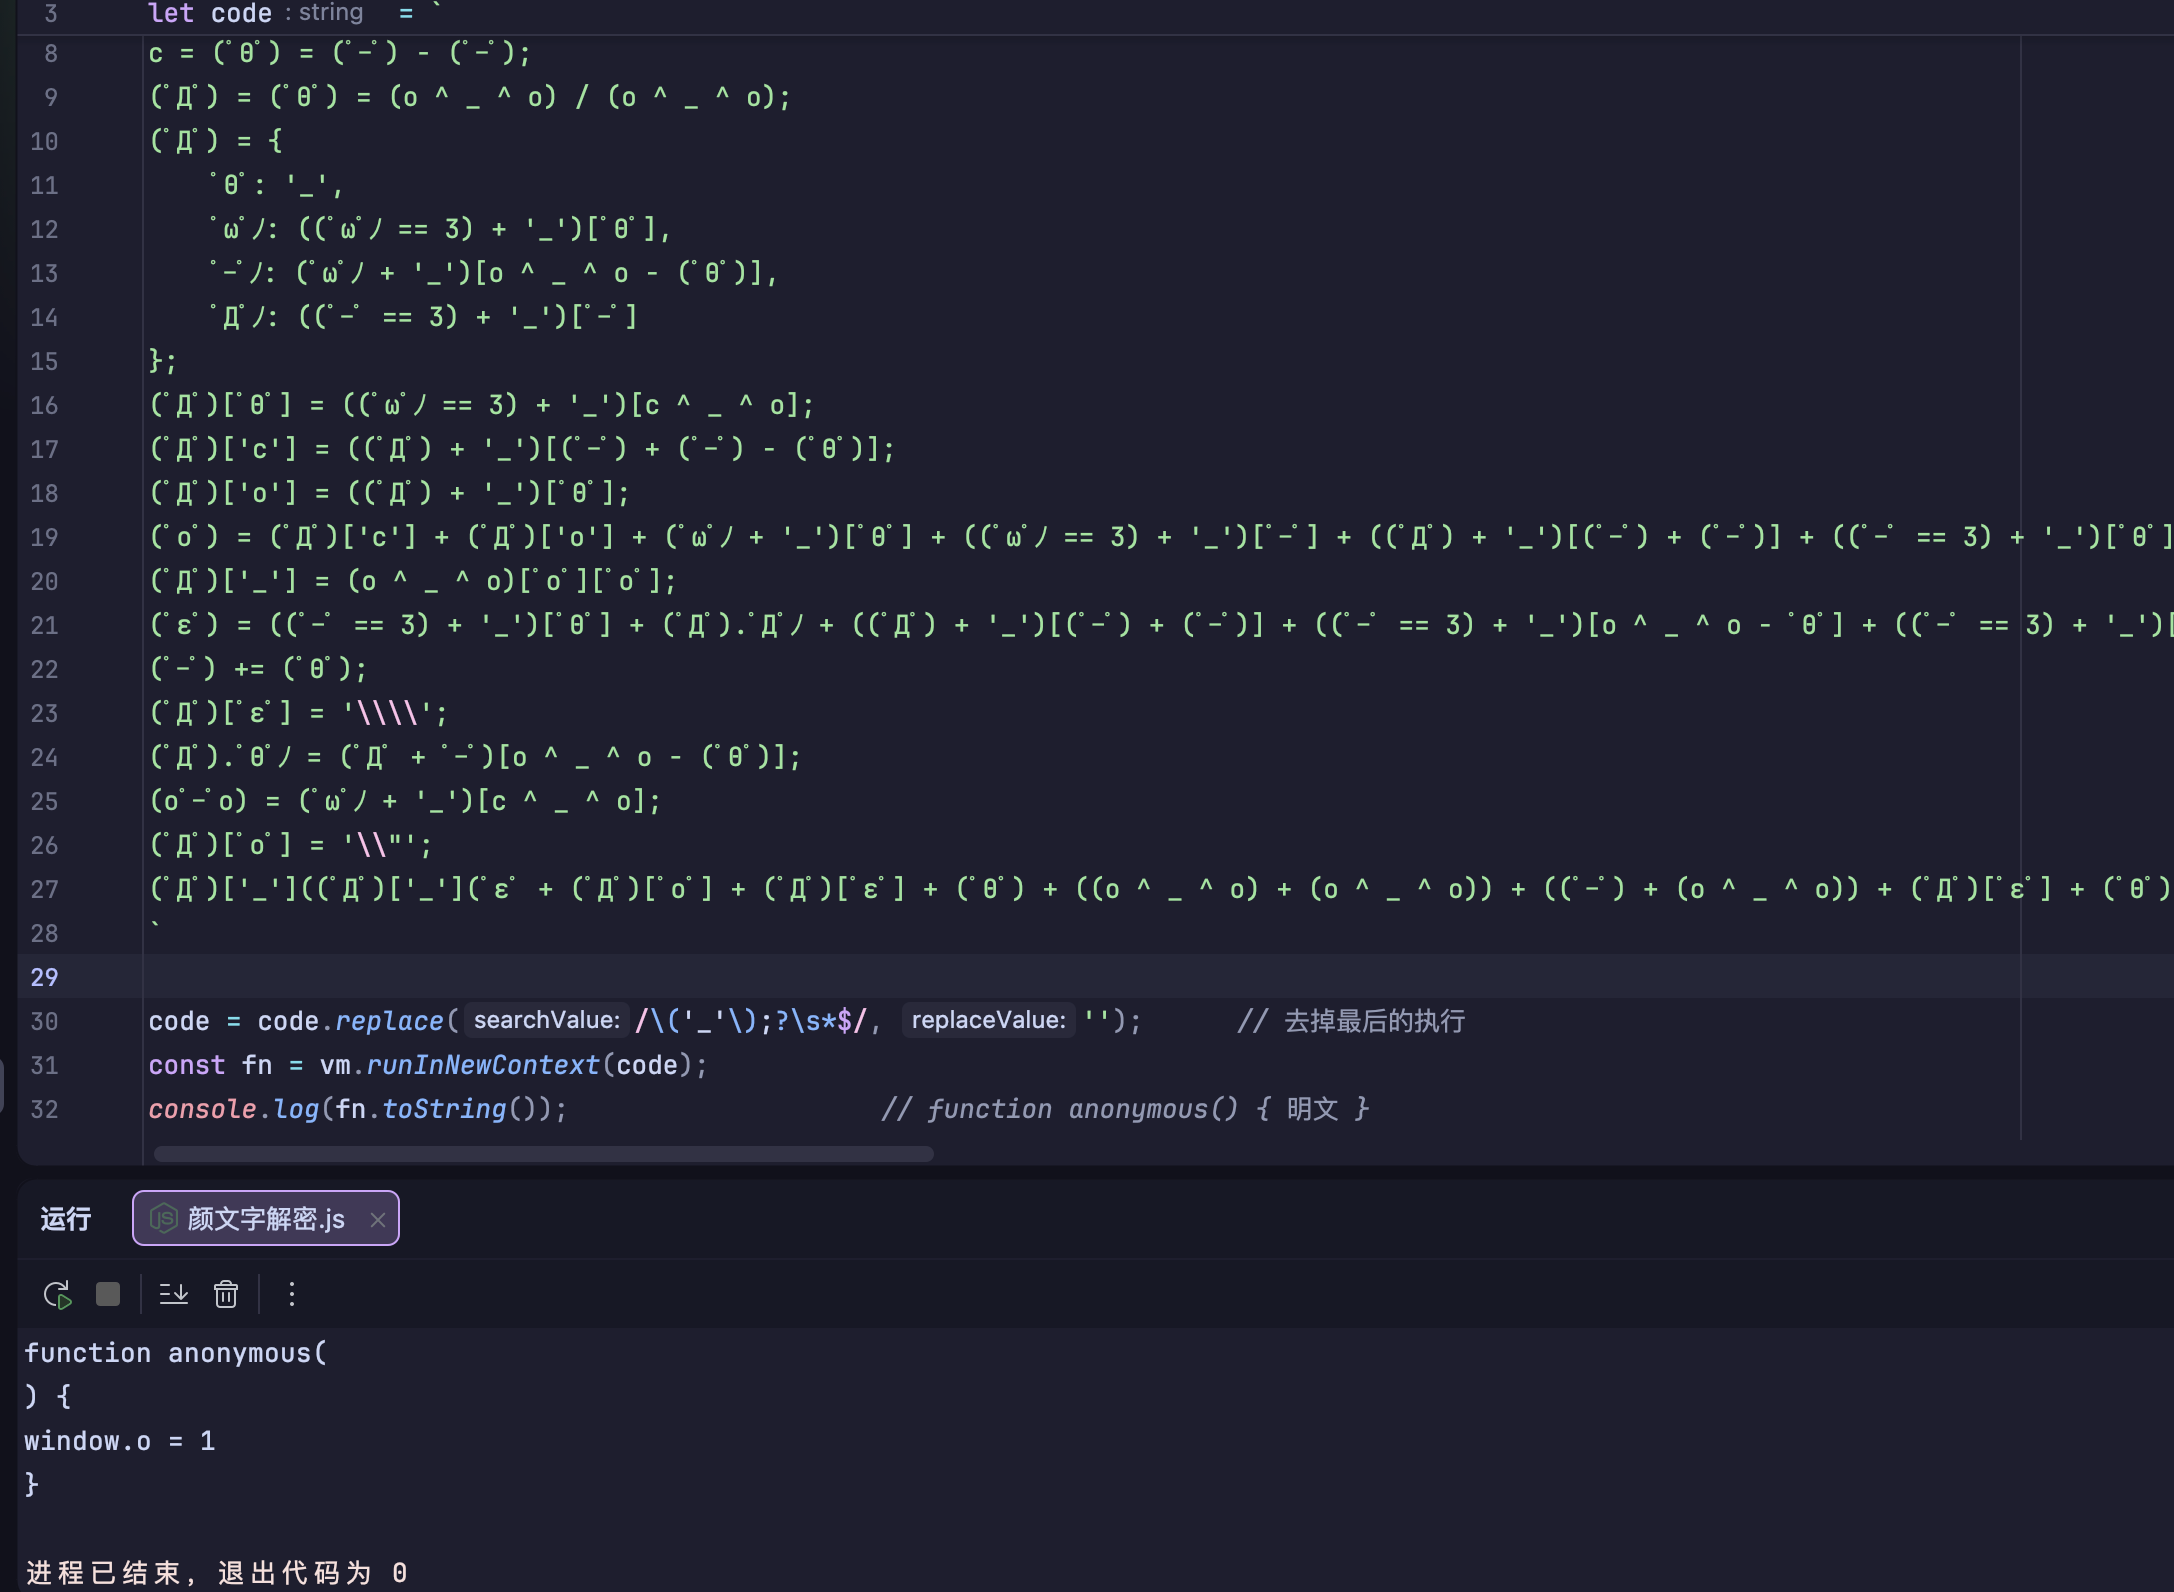 3 let code : string = `
8 c = (ﾟΘﾟ) = (ﾟｰﾟ) - (ﾟｰﾟ);
9 (ﾟДﾟ) = (ﾟΘﾟ) = (o ^ _ ^ o) / (o ^ _ ^ o);
10 (ﾟДﾟ) = {
11 ﾟΘﾟ: '_',
12 ﾟωﾟﾉ: ((ﾟωﾟﾉ == 3) + '_')[ﾟΘﾟ],
13 ﾟｰﾟﾉ: (ﾟωﾟﾉ + '_')[o ^ _ ^ o - (ﾟΘﾟ)],
14 ﾟДﾟﾉ: ((ﾟｰﾟ == 3) + '_')[ﾟｰﾟ]
15 };
16 (ﾟДﾟ)[ﾟΘﾟ] = ((ﾟωﾟﾉ == 3) + '_')[c ^ _ ^ o];
17 (ﾟДﾟ)['c'] = ((ﾟДﾟ) + '_')[(ﾟｰﾟ) + (ﾟｰﾟ) - (ﾟΘﾟ)];
18 (ﾟДﾟ)['o'] = ((ﾟДﾟ) + '_')[ﾟΘﾟ];
19 (ﾟoﾟ) = (ﾟДﾟ)['c'] + (ﾟДﾟ)['o'] + (ﾟωﾟﾉ + '_')[ﾟΘﾟ] + ((ﾟωﾟﾉ == 3) + '_')[ﾟｰﾟ] + ((ﾟДﾟ) + '_')[(ﾟｰﾟ) + (ﾟｰﾟ)] + ((ﾟｰﾟ == 3) + '_')[ﾟΘﾟ]
20 (ﾟДﾟ)['_'] = (o ^ _ ^ o)[ﾟoﾟ][ﾟoﾟ];
21 (ﾟεﾟ) = ((ﾟｰﾟ == 3) + '_')[ﾟΘﾟ] + (ﾟДﾟ).ﾟДﾟﾉ + ((ﾟДﾟ) + '_')[(ﾟｰﾟ) + (ﾟｰﾟ)] + ((ﾟｰﾟ == 3) + '_')[o ^ _ ^ o - ﾟΘﾟ] + ((ﾟｰﾟ == 3) + '_')[
22 (ﾟｰﾟ) += (ﾟΘﾟ);
23 (ﾟДﾟ)[ﾟεﾟ] = '\\\\';
24 (ﾟДﾟ).ﾟΘﾟﾉ = (ﾟДﾟ + ﾟｰﾟ)[o ^ _ ^ o - (ﾟΘﾟ)];
25 (oﾟｰﾟo) = (ﾟωﾟﾉ + '_')[c ^ _ ^ o];
26 (ﾟДﾟ)[ﾟoﾟ] = '\\"';
27 (ﾟДﾟ)['_']((ﾟДﾟ)['_'](ﾟεﾟ + (ﾟДﾟ)[ﾟoﾟ] + (ﾟДﾟ)[ﾟεﾟ] + (ﾟΘﾟ) + ((o ^ _ ^ o) + (o ^ _ ^ o)) + ((ﾟｰﾟ) + (o ^ _ ^ o)) + (ﾟДﾟ)[ﾟεﾟ] + (ﾟΘﾟ)
28 `
29
30 code = code.replace( searchValue: /\('_'\);?\s*$/, replaceValue: ''); // 去掉最后的执行
31 const fn = vm.runInNewContext(code);
32 console.log(fn.toString()); // function anonymous() { 明文 }
运行 颜文字解密.js
function anonymous(
) {
window.o = 1
}
进程已结束, 退出代码为 0